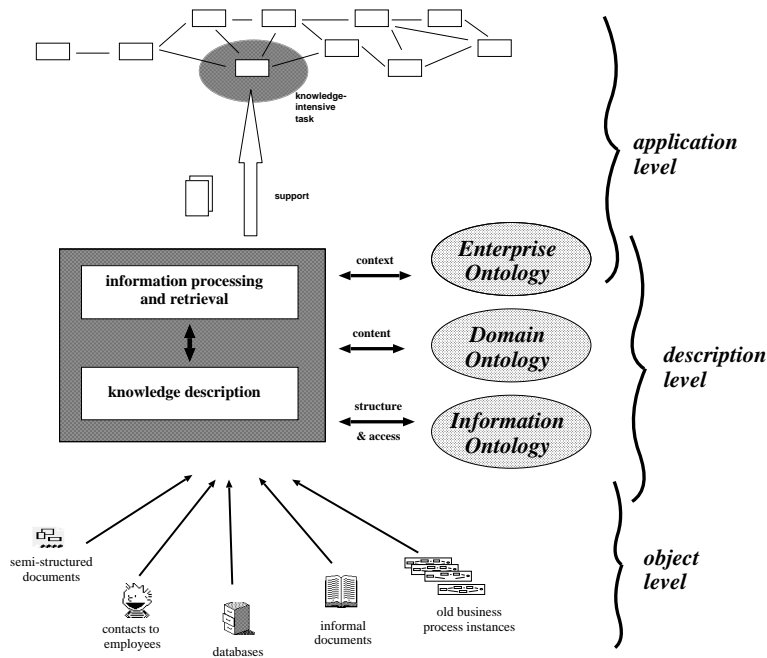 knowledge-
intensive
task
application
level
support
information processing
and retrieval
context
Enterprise
Ontology
content
Domain
Ontology
description
level
knowledge description
structure
& access
Information
Ontology
semi-structured
documents
contacts to
employees
databases
informal
documents
old business
process instances
object
level